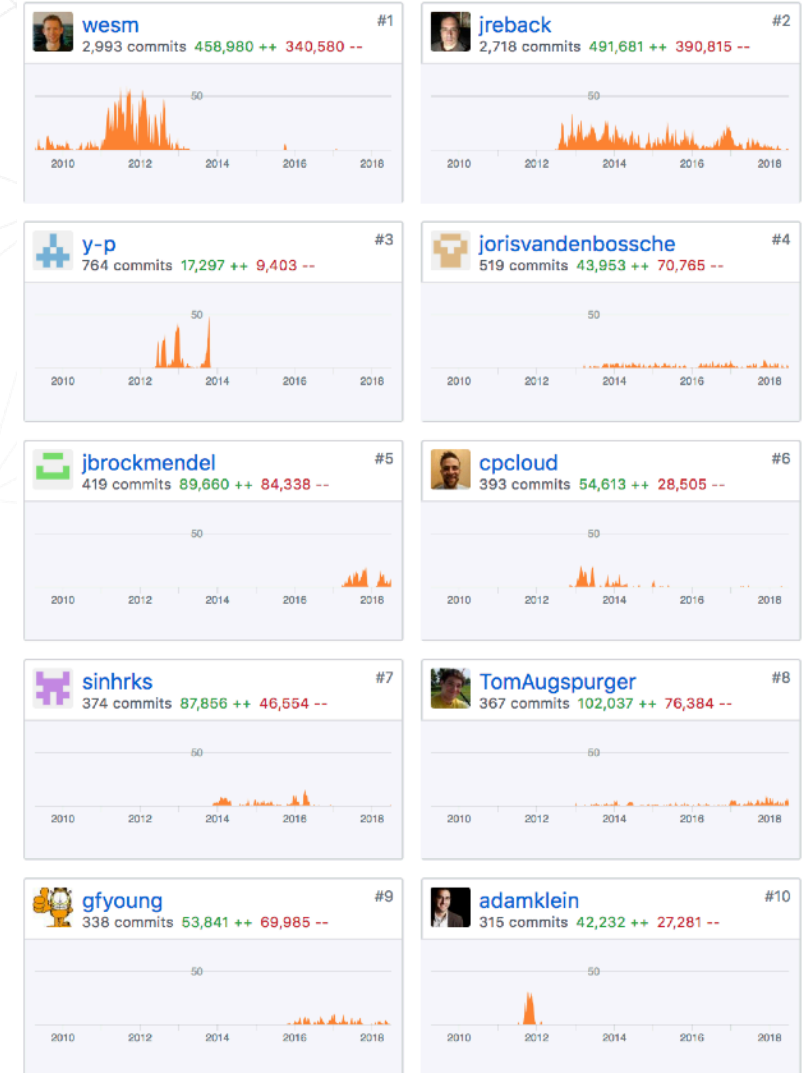 wesm #1
2,993 commits 458,980 ++ 340,580 --
50
2010 2012 2014 2016 2018
jreback #2
2,718 commits 491,681 ++ 390,815 --
50
2010 2012 2014 2016 2018
y-p #3
764 commits 17,297 ++ 9,403 --
50
2010 2012 2014 2016 2018
jorisvandenbossche #4
519 commits 43,953 ++ 70,765 --
50
2010 2012 2014 2016 2018
jbrockmendel #5
419 commits 89,660 ++ 84,338 --
50
2010 2012 2014 2016 2018
cpcloud #6
393 commits 54,613 ++ 28,505 --
50
2010 2012 2014 2016 2018
sinhrks #7
374 commits 87,856 ++ 46,554 --
50
2010 2012 2014 2016 2018
TomAugspurger #8
367 commits 102,037 ++ 76,384 --
50
2010 2012 2014 2016 2018
gfyoung #9
338 commits 53,841 ++ 69,985 --
50
2010 2012 2014 2016 2018
adamklein #10
315 commits 42,232 ++ 27,281 --
50
2010 2012 2014 2016 2018